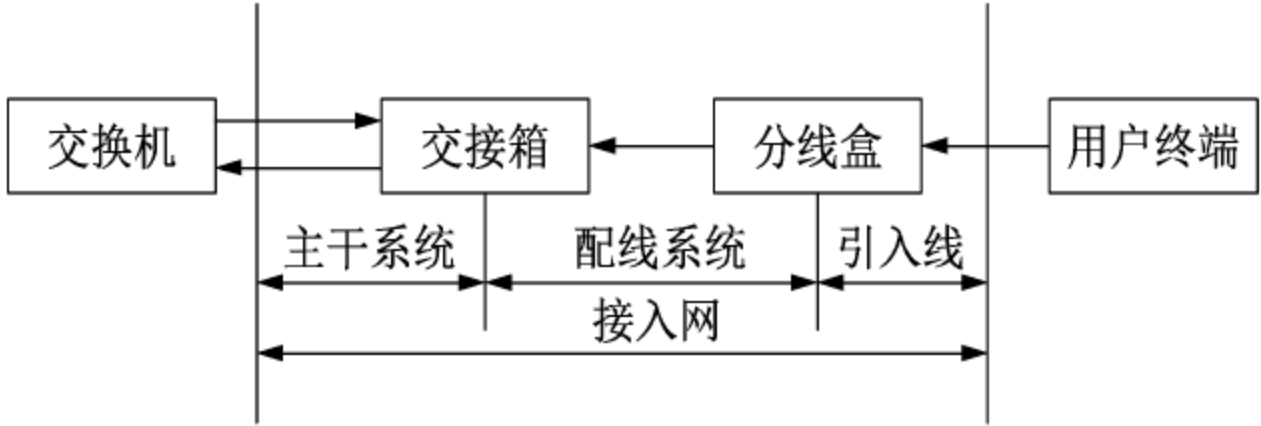 交换机
交接箱
分线盒
用户终端
主干系统
配线系统
引入线
接入网